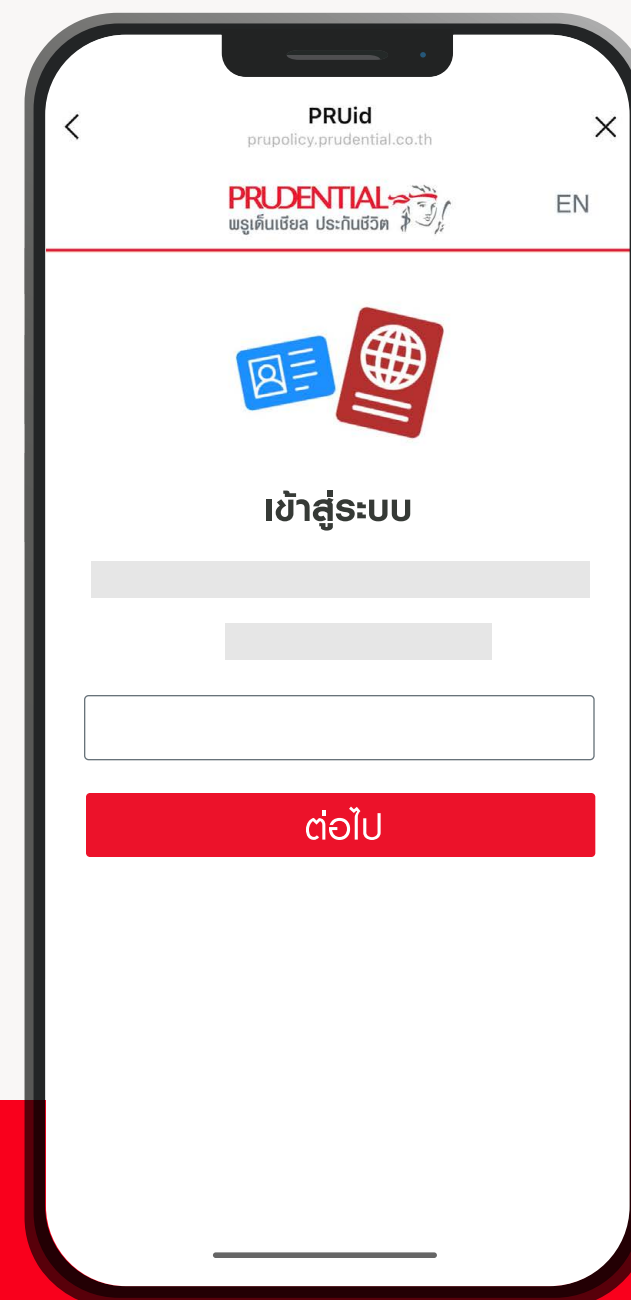 PRUid
prupolicy.prudential.co.th
PRUDENTIAL
พรูเด็นเชียล ประกันชีวิต
EN
เข้าสู่ระบบ
ต่อไป